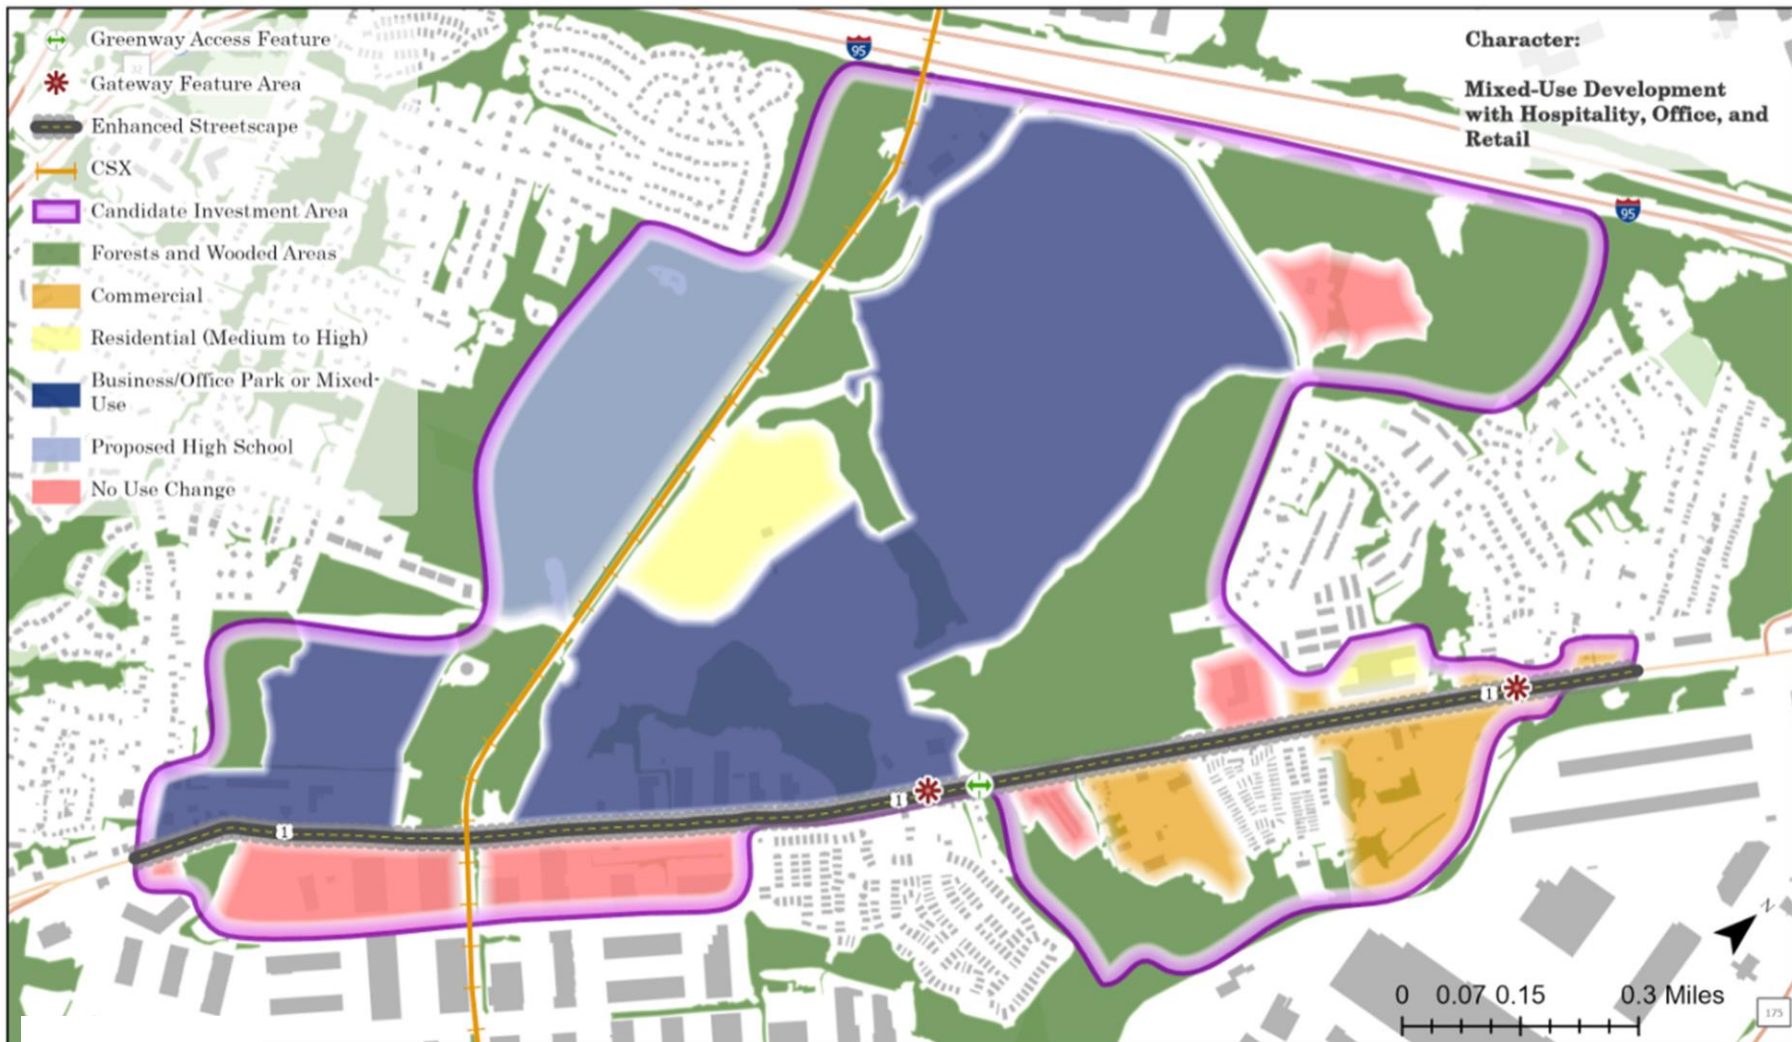 Greenway Access Feature
Gateway Feature Area
Enhanced Streetscape
CSX
Candidate Investment Area
Forests and Wooded Areas
Commercial
Residential (Medium to High)
Business/Office Park or Mixed-
Use
Proposed High School
No Use Change
32
95
Character:
Mixed-Use Development
with Hospitality, Office, and
Retail
95
1
1
1
N
0 0.07 0.15 0.3 Miles
175